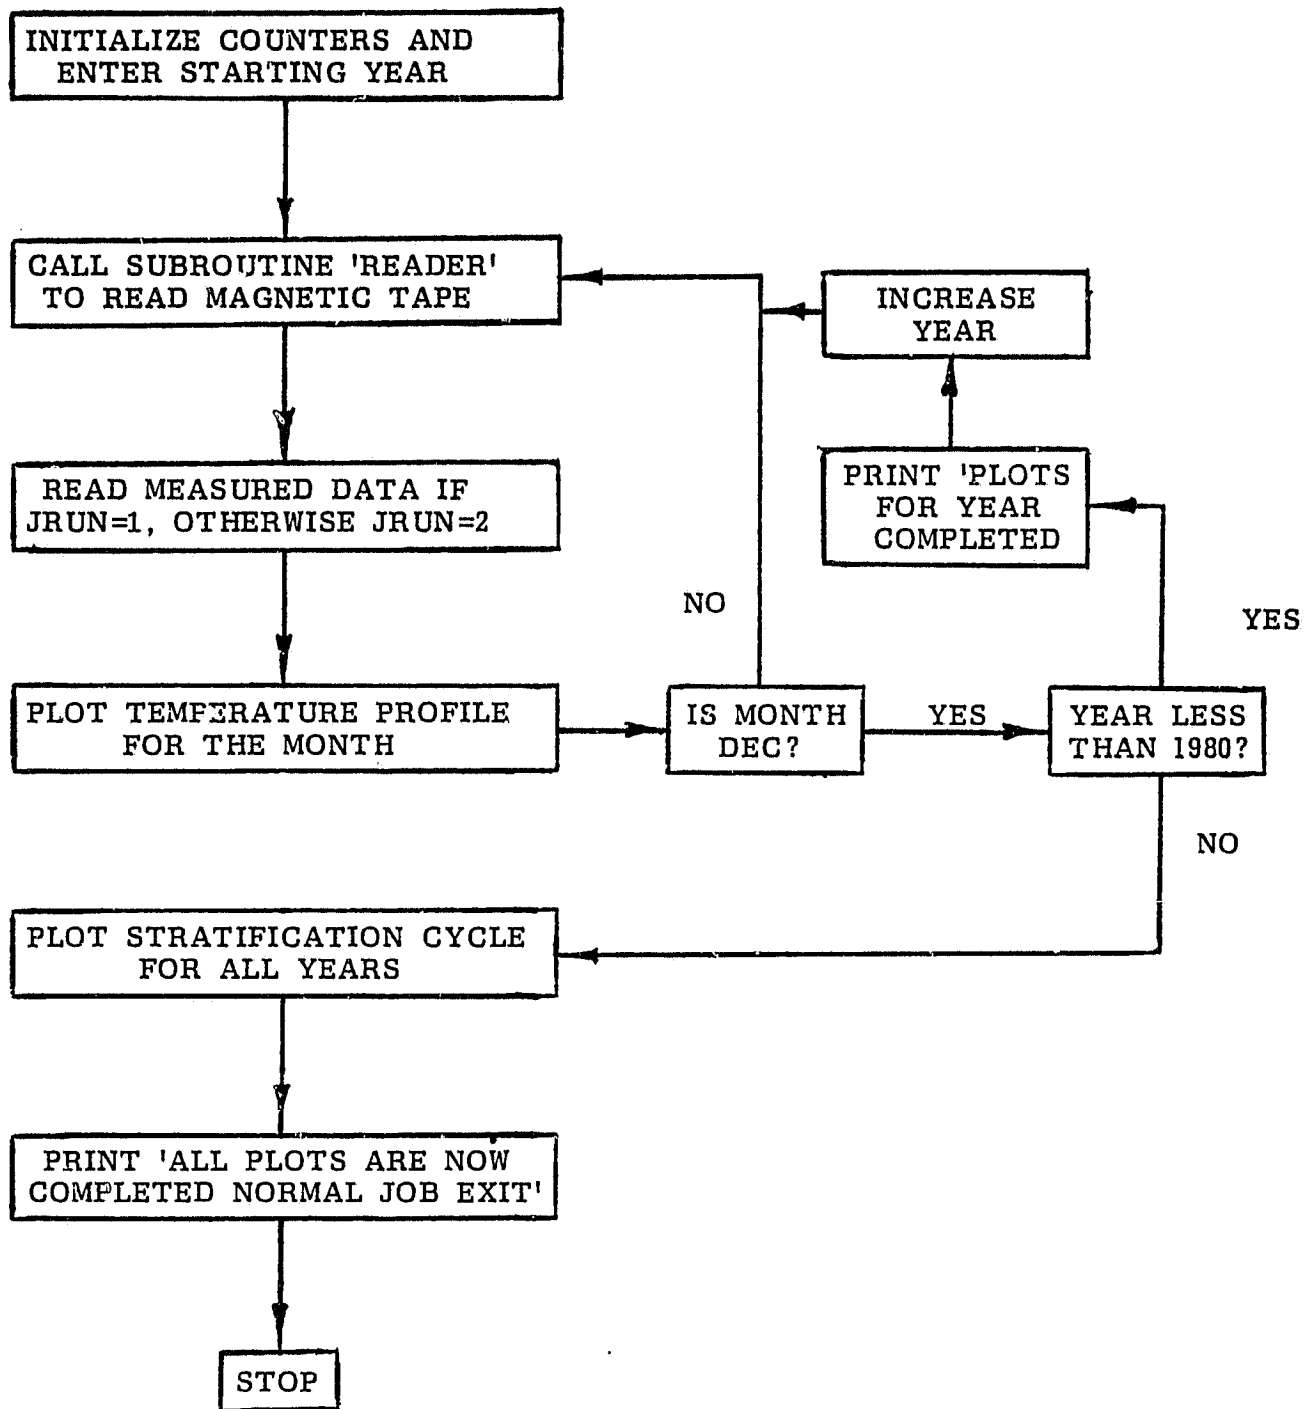 INITIALIZE COUNTERS AND
ENTER STARTING YEAR
CALL SUBROUTINE 'READER'
TO READ MAGNETIC TAPE
INCREASE
YEAR
READ MEASURED DATA IF
JRUN=1, OTHERWISE JRUN=2
PRINT 'PLOTS
FOR YEAR
COMPLETED
NO
YES
PLOT TEMPERATURE PROFILE
FOR THE MONTH
IS MONTH
DEC?
YES
YEAR LESS
THAN 1980?
NO
PLOT STRATIFICATION CYCLE
FOR ALL YEARS
PRINT 'ALL PLOTS ARE NOW
COMPLETED NORMAL JOB EXIT'
STOP